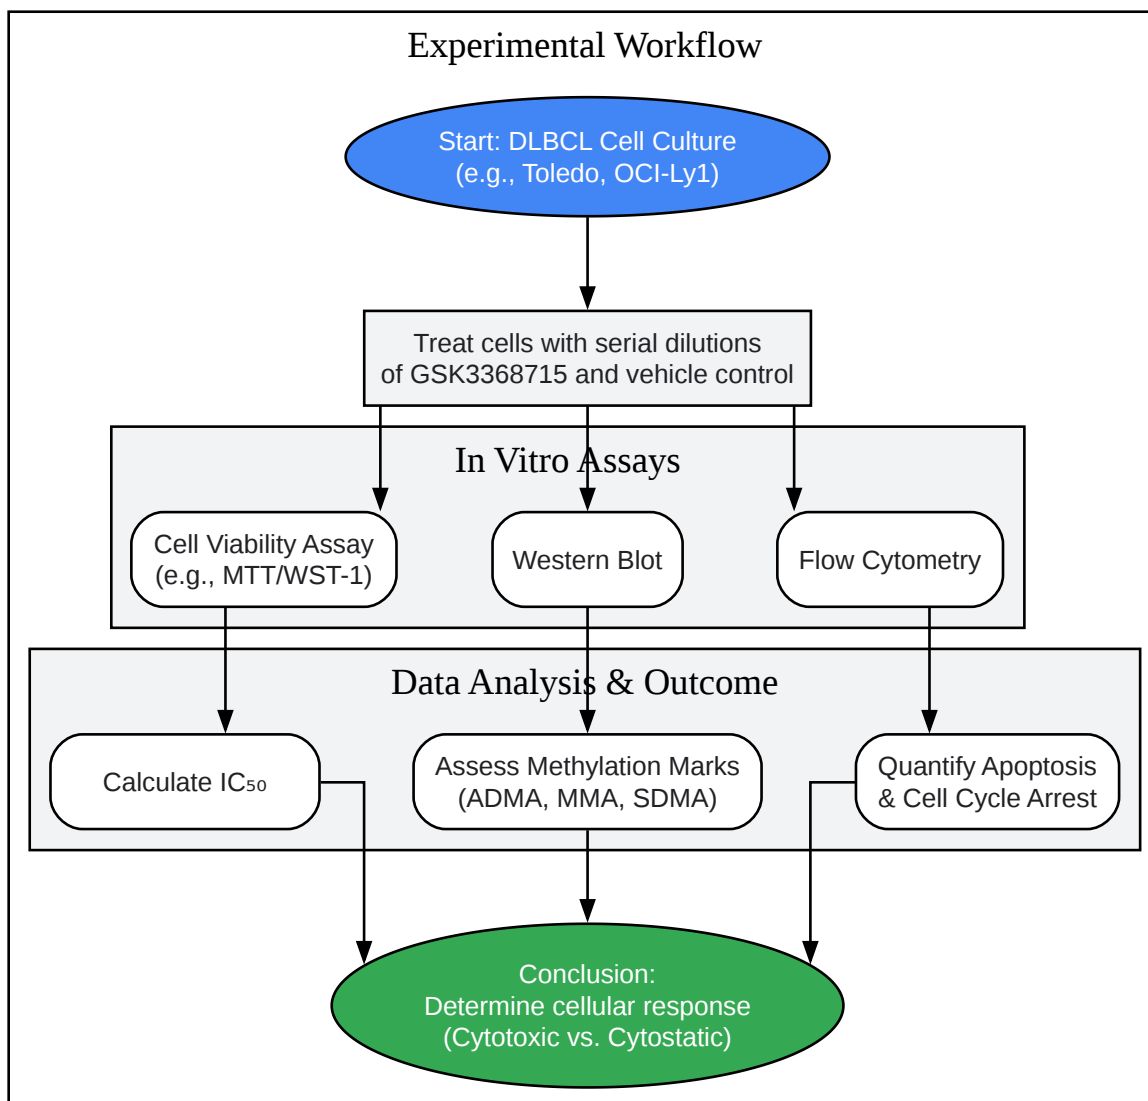 Experimental Workflow
Start: DLBCL Cell Culture
(e.g., Toledo, OCI-Ly1)
Treat cells with serial dilutions
of GSK3368715 and vehicle control
In Vitro Assays
Cell Viability Assay
(e.g., MTT/WST-1)
Western Blot
Flow Cytometry
Data Analysis & Outcome
Calculate IC₅₀
Assess Methylation Marks
(ADMA, MMA, SDMA)
Quantify Apoptosis
& Cell Cycle Arrest
Conclusion:
Determine cellular response
(Cytotoxic vs. Cytostatic)